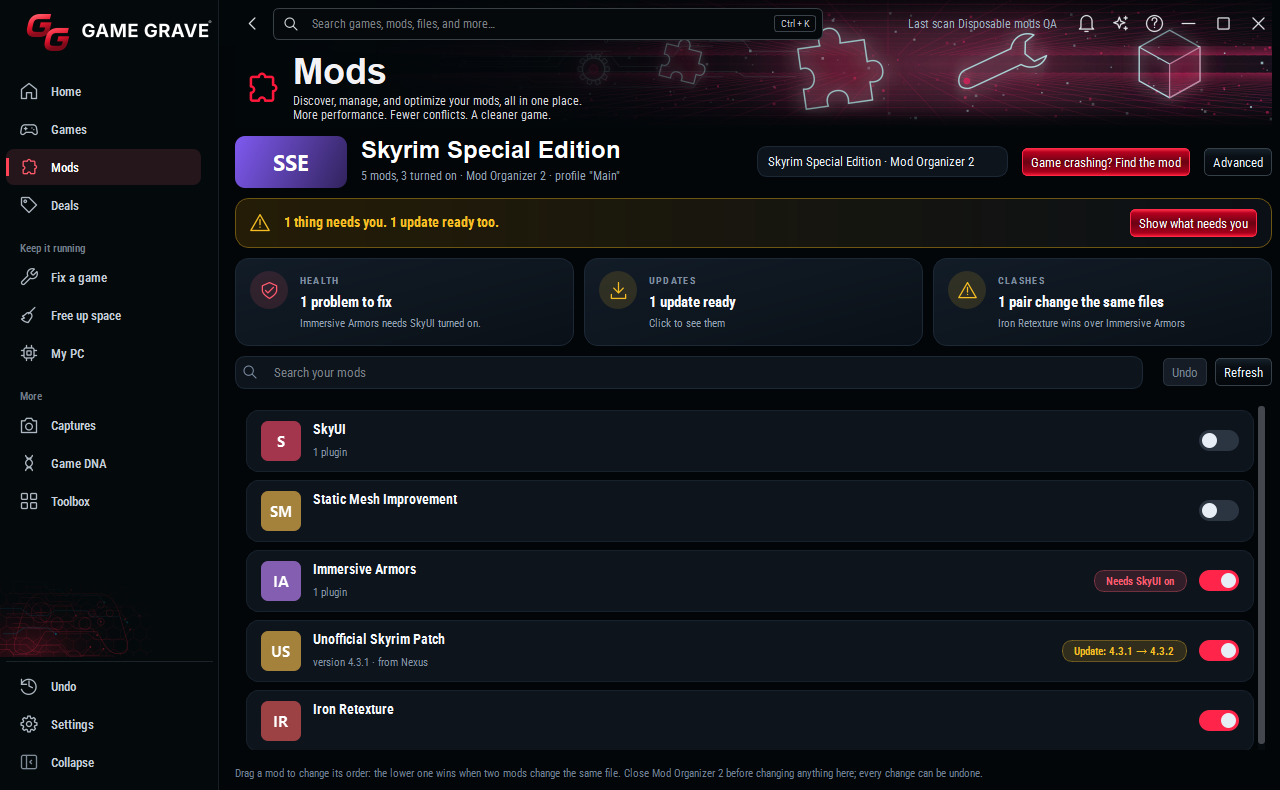 GAME GRAVE
Search games, mods, files, and more...
Ctrl + K
Last scan Disposable mods QA
Home
Games
Mods
Deals
Keep it running
Fix a game
Free up space
My PC
More
Captures
Game DNA
Toolbox
Undo
Settings
Collapse
Mods
Discover, manage, and optimize your mods, all in one place.
More performance. Fewer conflicts. A cleaner game.
SSE
Skyrim Special Edition
5 mods, 3 turned on · Mod Organizer 2 · profile "Main"
Skyrim Special Edition · Mod Organizer 2
Game crashing? Find the mod
Advanced
1 thing needs you. 1 update ready too.
Show what needs you
HEALTH
1 problem to fix
Immersive Armors needs SkyUI turned on.
UPDATES
1 update ready
Click to see them
CLASHES
1 pair change the same files
Iron Retexture wins over Immersive Armors
Search your mods
Undo
Refresh
S
SkyUI
1 plugin
SM
Static Mesh Improvement
IA
Immersive Armors
1 plugin
Needs SkyUI on
US
Unofficial Skyrim Patch
version 4.3.1 · from Nexus
Update: 4.3.1 → 4.3.2
IR
Iron Retexture
Drag a mod to change its order: the lower one wins when two mods change the same file. Close Mod Organizer 2 before changing anything here; every change can be undone.